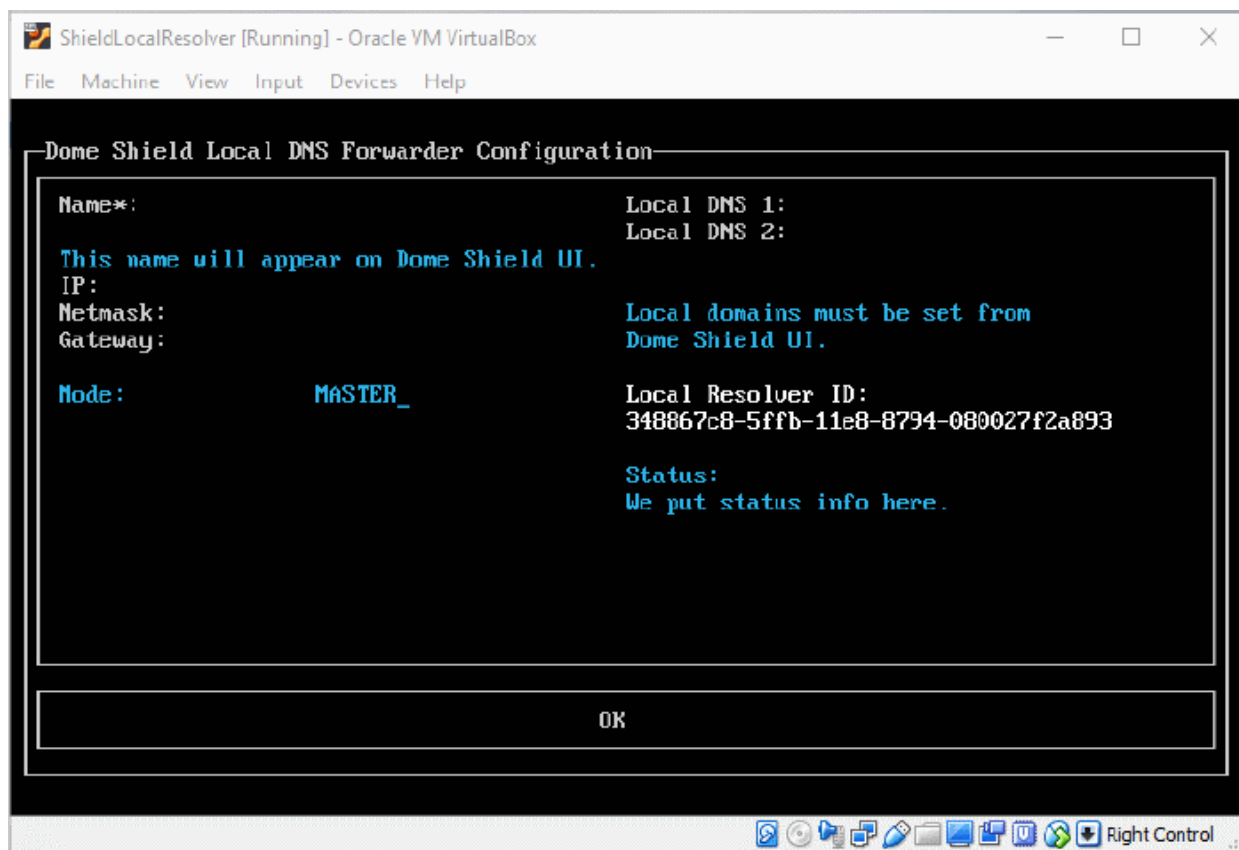 ShieldLocalResolver [Running] - Oracle VM VirtualBox
File Machine View Input Devices Help
Dome Shield Local DNS Forwarder Configuration
Name*:
This name will appear on Dome Shield UI.
IP:
Netmask:
Gateway:
Node: MASTER_
Local DNS 1:
Local DNS 2:
Local domains must be set from
Dome Shield UI.
Local Resolver ID:
348867c8-5ffb-11e8-8794-080027f2a893
Status:
We put status info here.
OK
Right Control